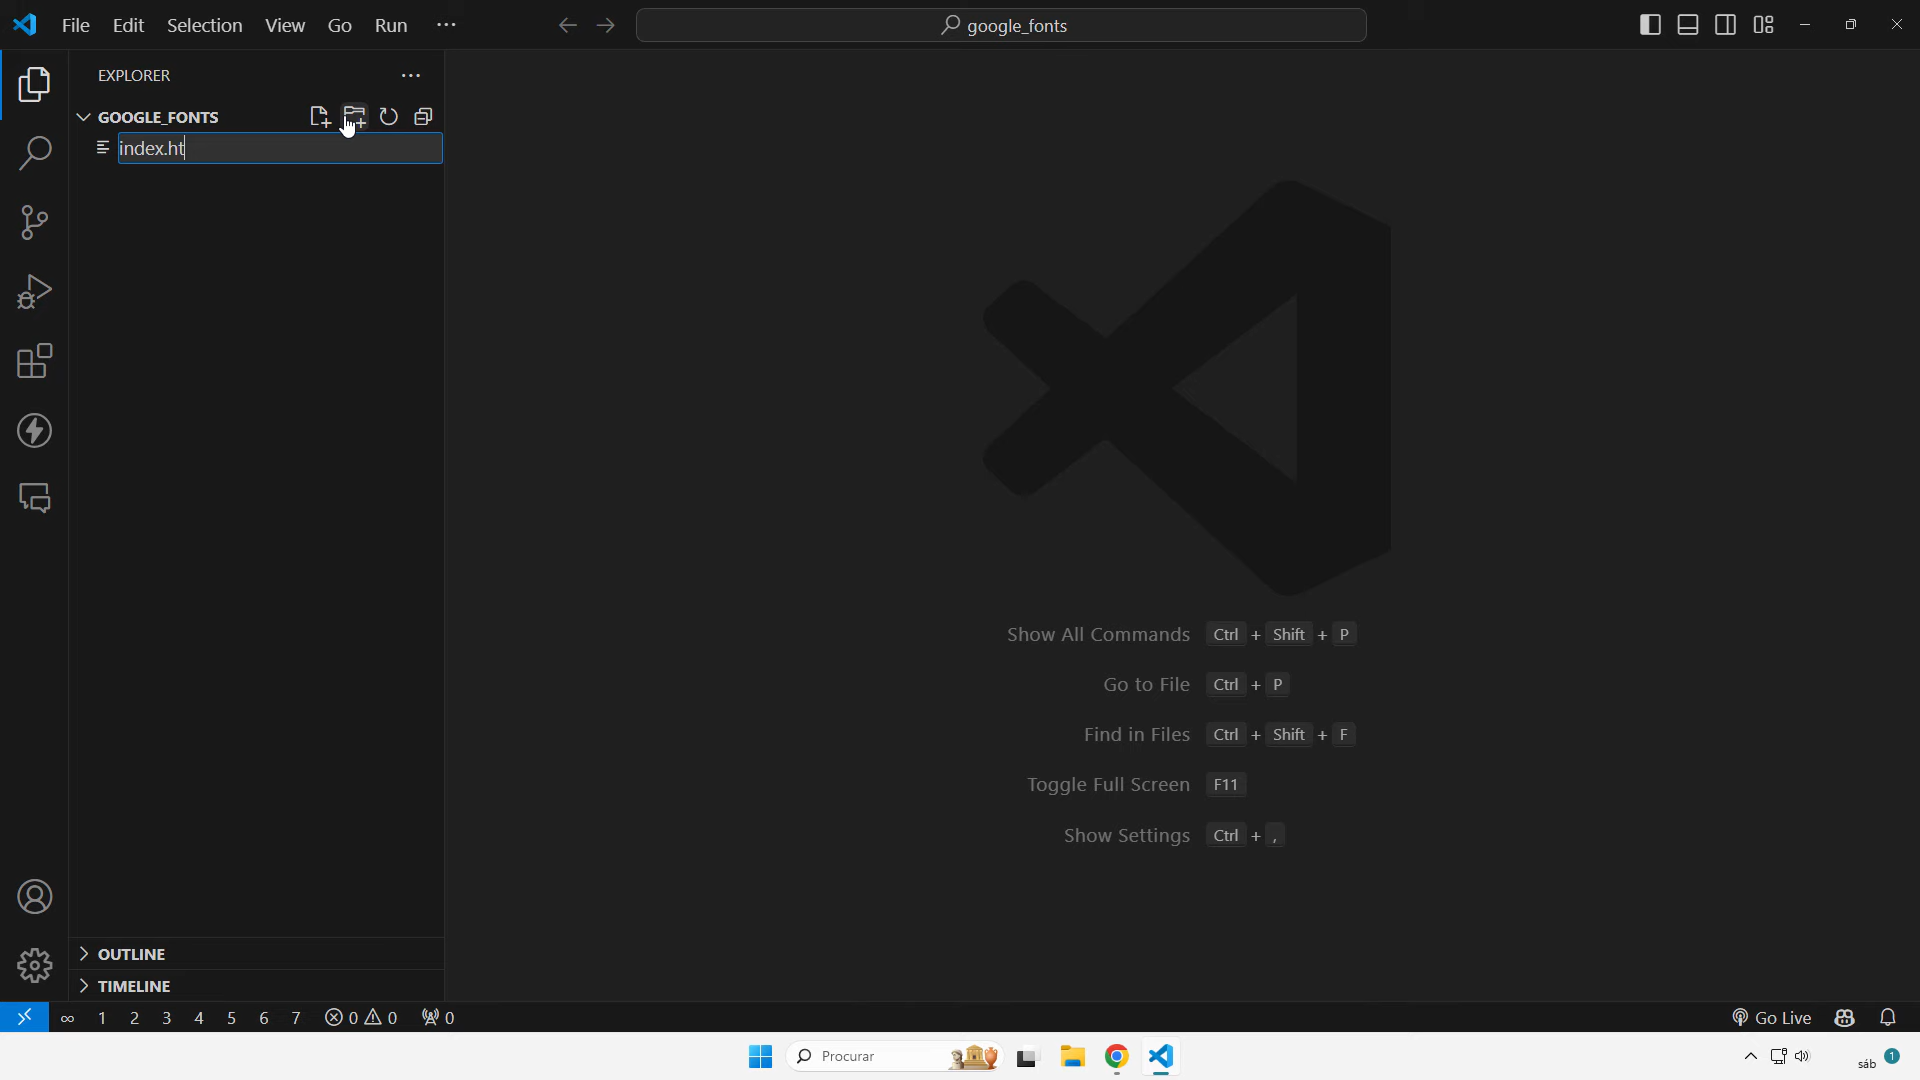 File Edit Selection View Go Run ···
google_fonts
EXPLORER
GOOGLE_FONTS
index.ht
Show All Commands Ctrl + Shift + P
Go to File Ctrl + P
Find in Files Ctrl + Shift + F
Toggle Full Screen F11
Show Settings Ctrl + ,
OUTLINE
TIMELINE
∞ 1 2 3 4 5 6 7 0 0 0 Go Live
Procurar
sáb 1